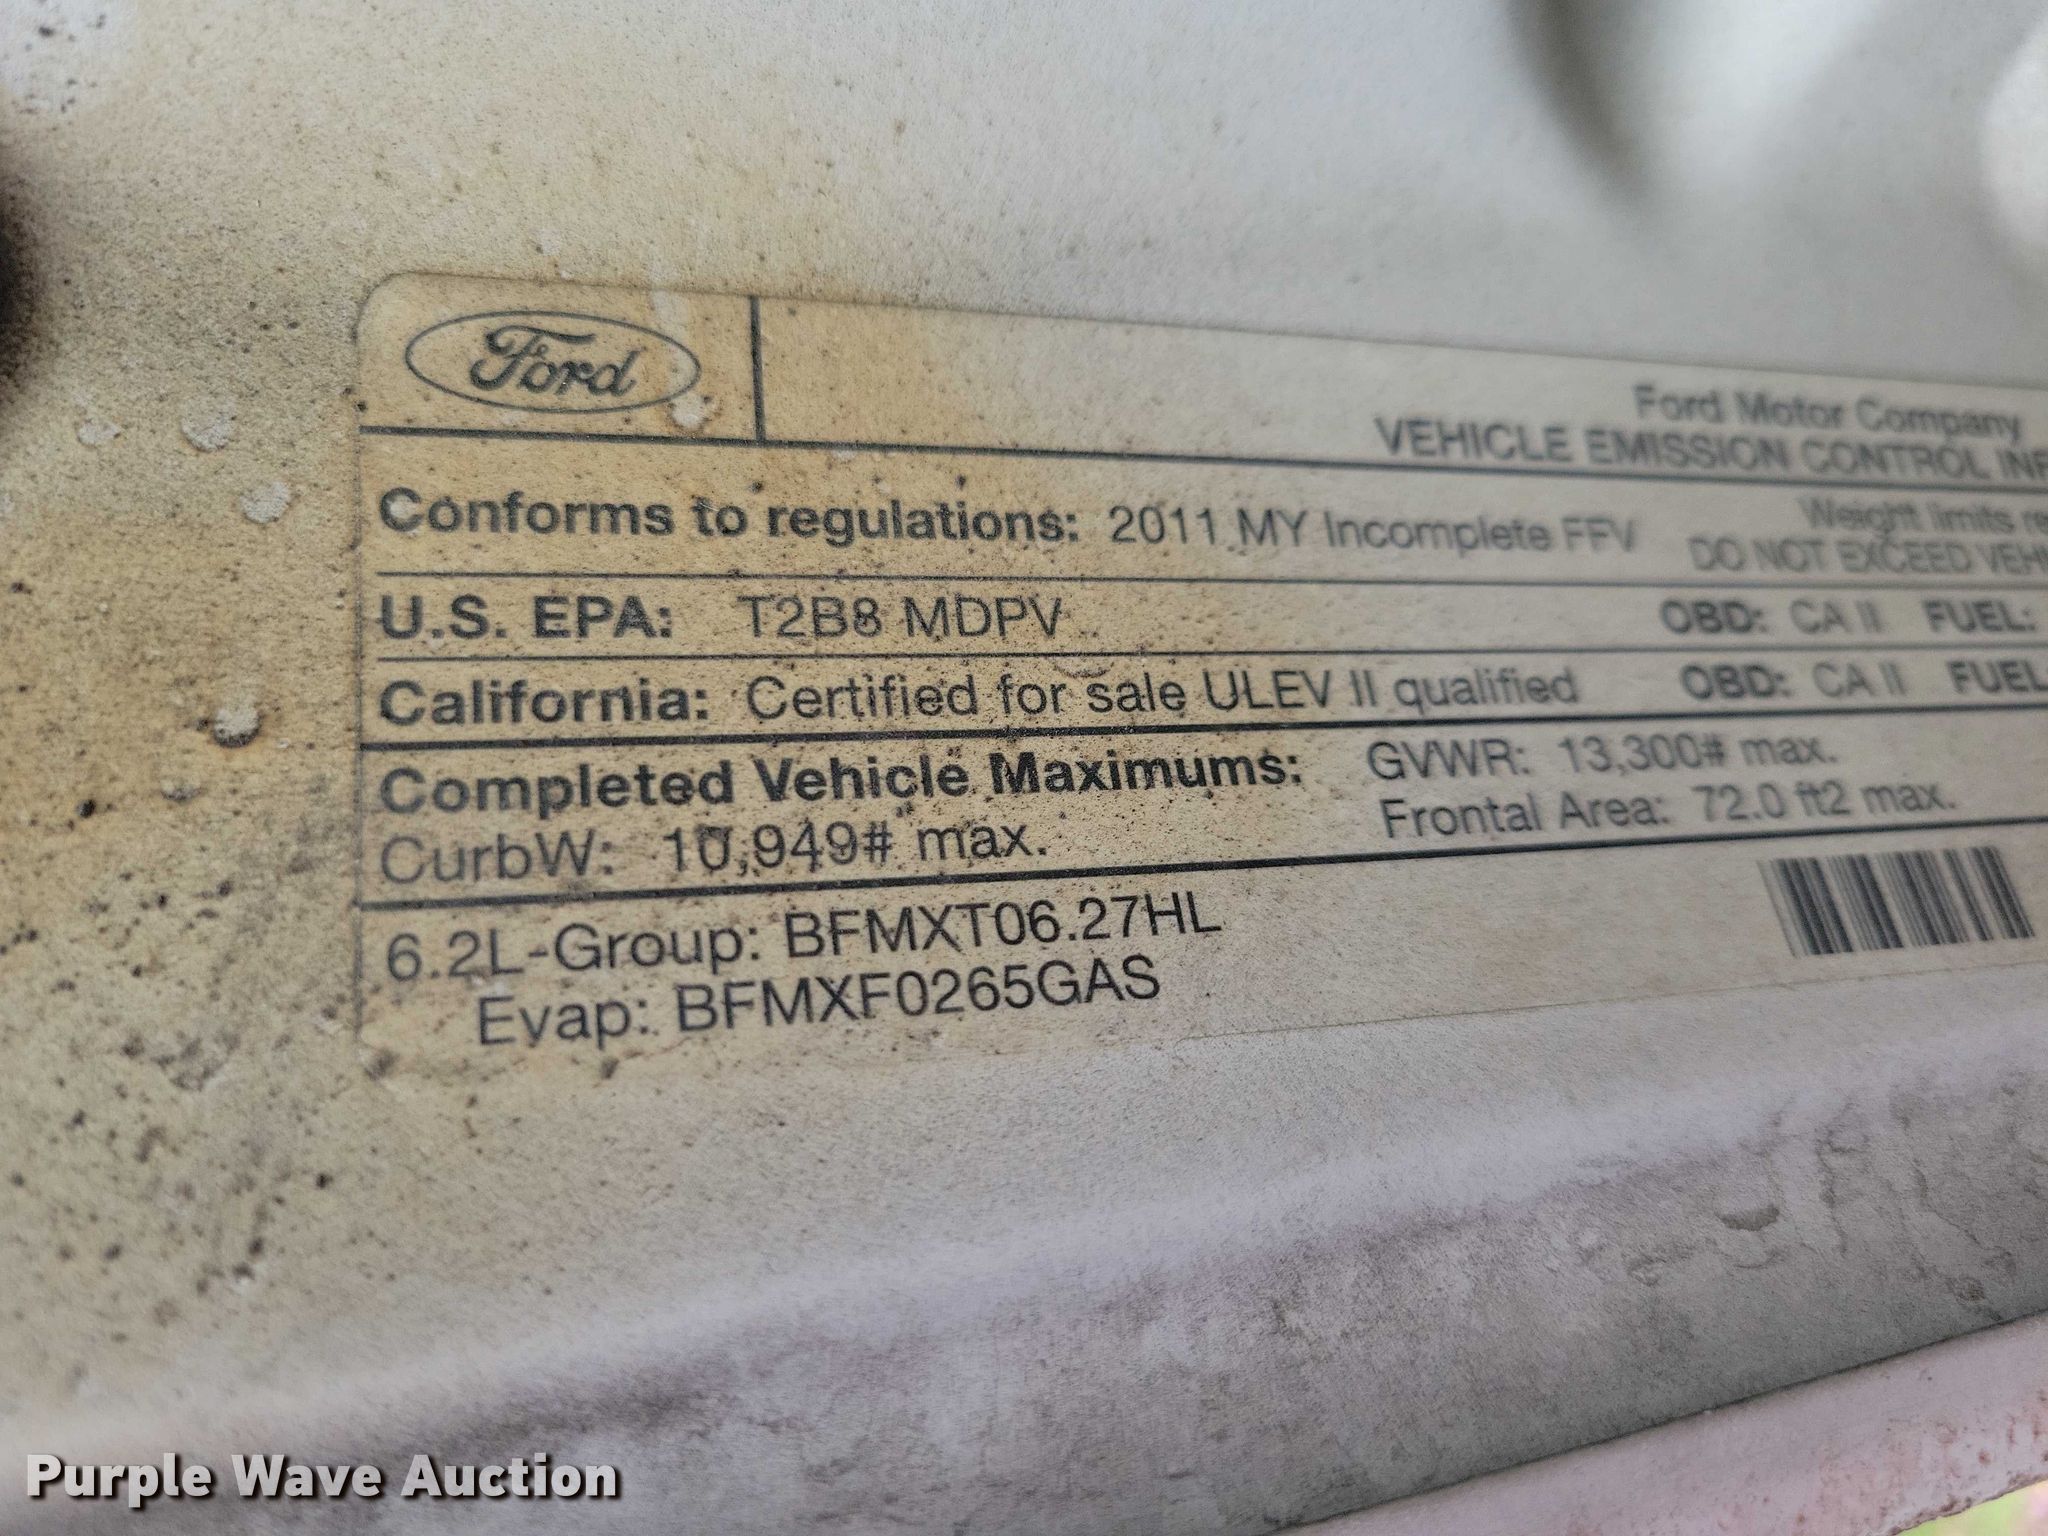 Ford
Ford Motor Company
VEHICLE EMISSION CONTROL INF
Conforms to regulations: 2011 MY Incomplete FFV
Weight limits re
DO NOT EXCEED VEHI
U.S. EPA: T2B8 MDPV OBD: CA II FUEL:
California: Certified for sale ULEV II qualified OBD: CA II FUEL:
Completed Vehicle Maximums: GVWR: 13,300# max.
CurbW: 10,949# max. Frontal Area: 72.0 ft2 max.
6.2L-Group: BFMXT06.27HL
Evap: BFMXF0265GAS
Purple Wave Auction